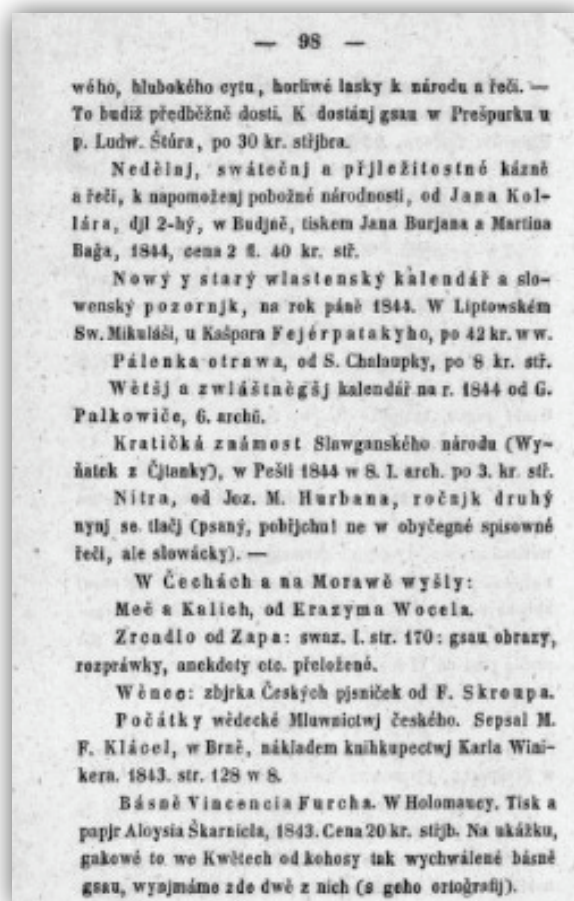 — 98 —
wého, hlubokého cytu, horliwé lasky k národu a řeči. —
To budiž předběžně dosti. K dostánj gsau w Prešpurku u
p. Ludw. Štúra, po 30 kr. střjbra.
Nedělnj, swátečnj a přjležitostné kázně
a řeči, k napomoženj pobožné národnosti, od Jana Kol-
lára, djl 2-hý, w Budjně, tiskem Jana Burjana a Martina
Baga, 1844, cena 2 fl. 40 kr. stř.
Nowý y starý wlastenský kalendář a slo-
wenský pozornjk, na rok páně 1844. W Liptowském
Sw. Mikuláši, u Kašpara Fejérpatakyho, po 42 kr. ww.
Pálenka otrawa, od S. Chalaupky, po 8 kr. stř.
Wětšj a zwláštněgšj kalendář na r. 1844 od G.
Palkowiče, 6. archů.
Kratičká známost Slawganského národu (Wy-
ňatek z Čjtanky), w Pešti 1844 w 8. I. arch. po 3. kr. stř.
Nitra, od Joz. M. Hurbana, ročnjk druhý
nynj se tlačj (psaný, pobřjchu! ne w obyčegné spisowné
řeči, ale slowácky). —
W Čechách a na Morawě wyšly:
Meč a Kalich, od Erazyma Wocela.
Zrcadlo od Zapa: swaz. I. str. 170: gsau obrazy,
rozpráwky, anekdoty etc. přeložené.
Wěnec: zbjrka Českých pjsniček od F. Skroupa.
Počátky wědecké Mluwnictwj českého. Sepsal M.
F. Klácel, w Brně, nákladem knihkupectwj Karla Wini-
kera. 1843. str. 128 w 8.
Básně Vincencia Furcha. W Holomaucy. Tisk a
papjr Aloysia Škarnicla, 1843. Cena 20 kr. střjb. Na ukážku,
gakowé to we Kwětech od kohosy tak wychwálené básně
gsau, wynjmáme zde dwě z nich (s geho ortografij).